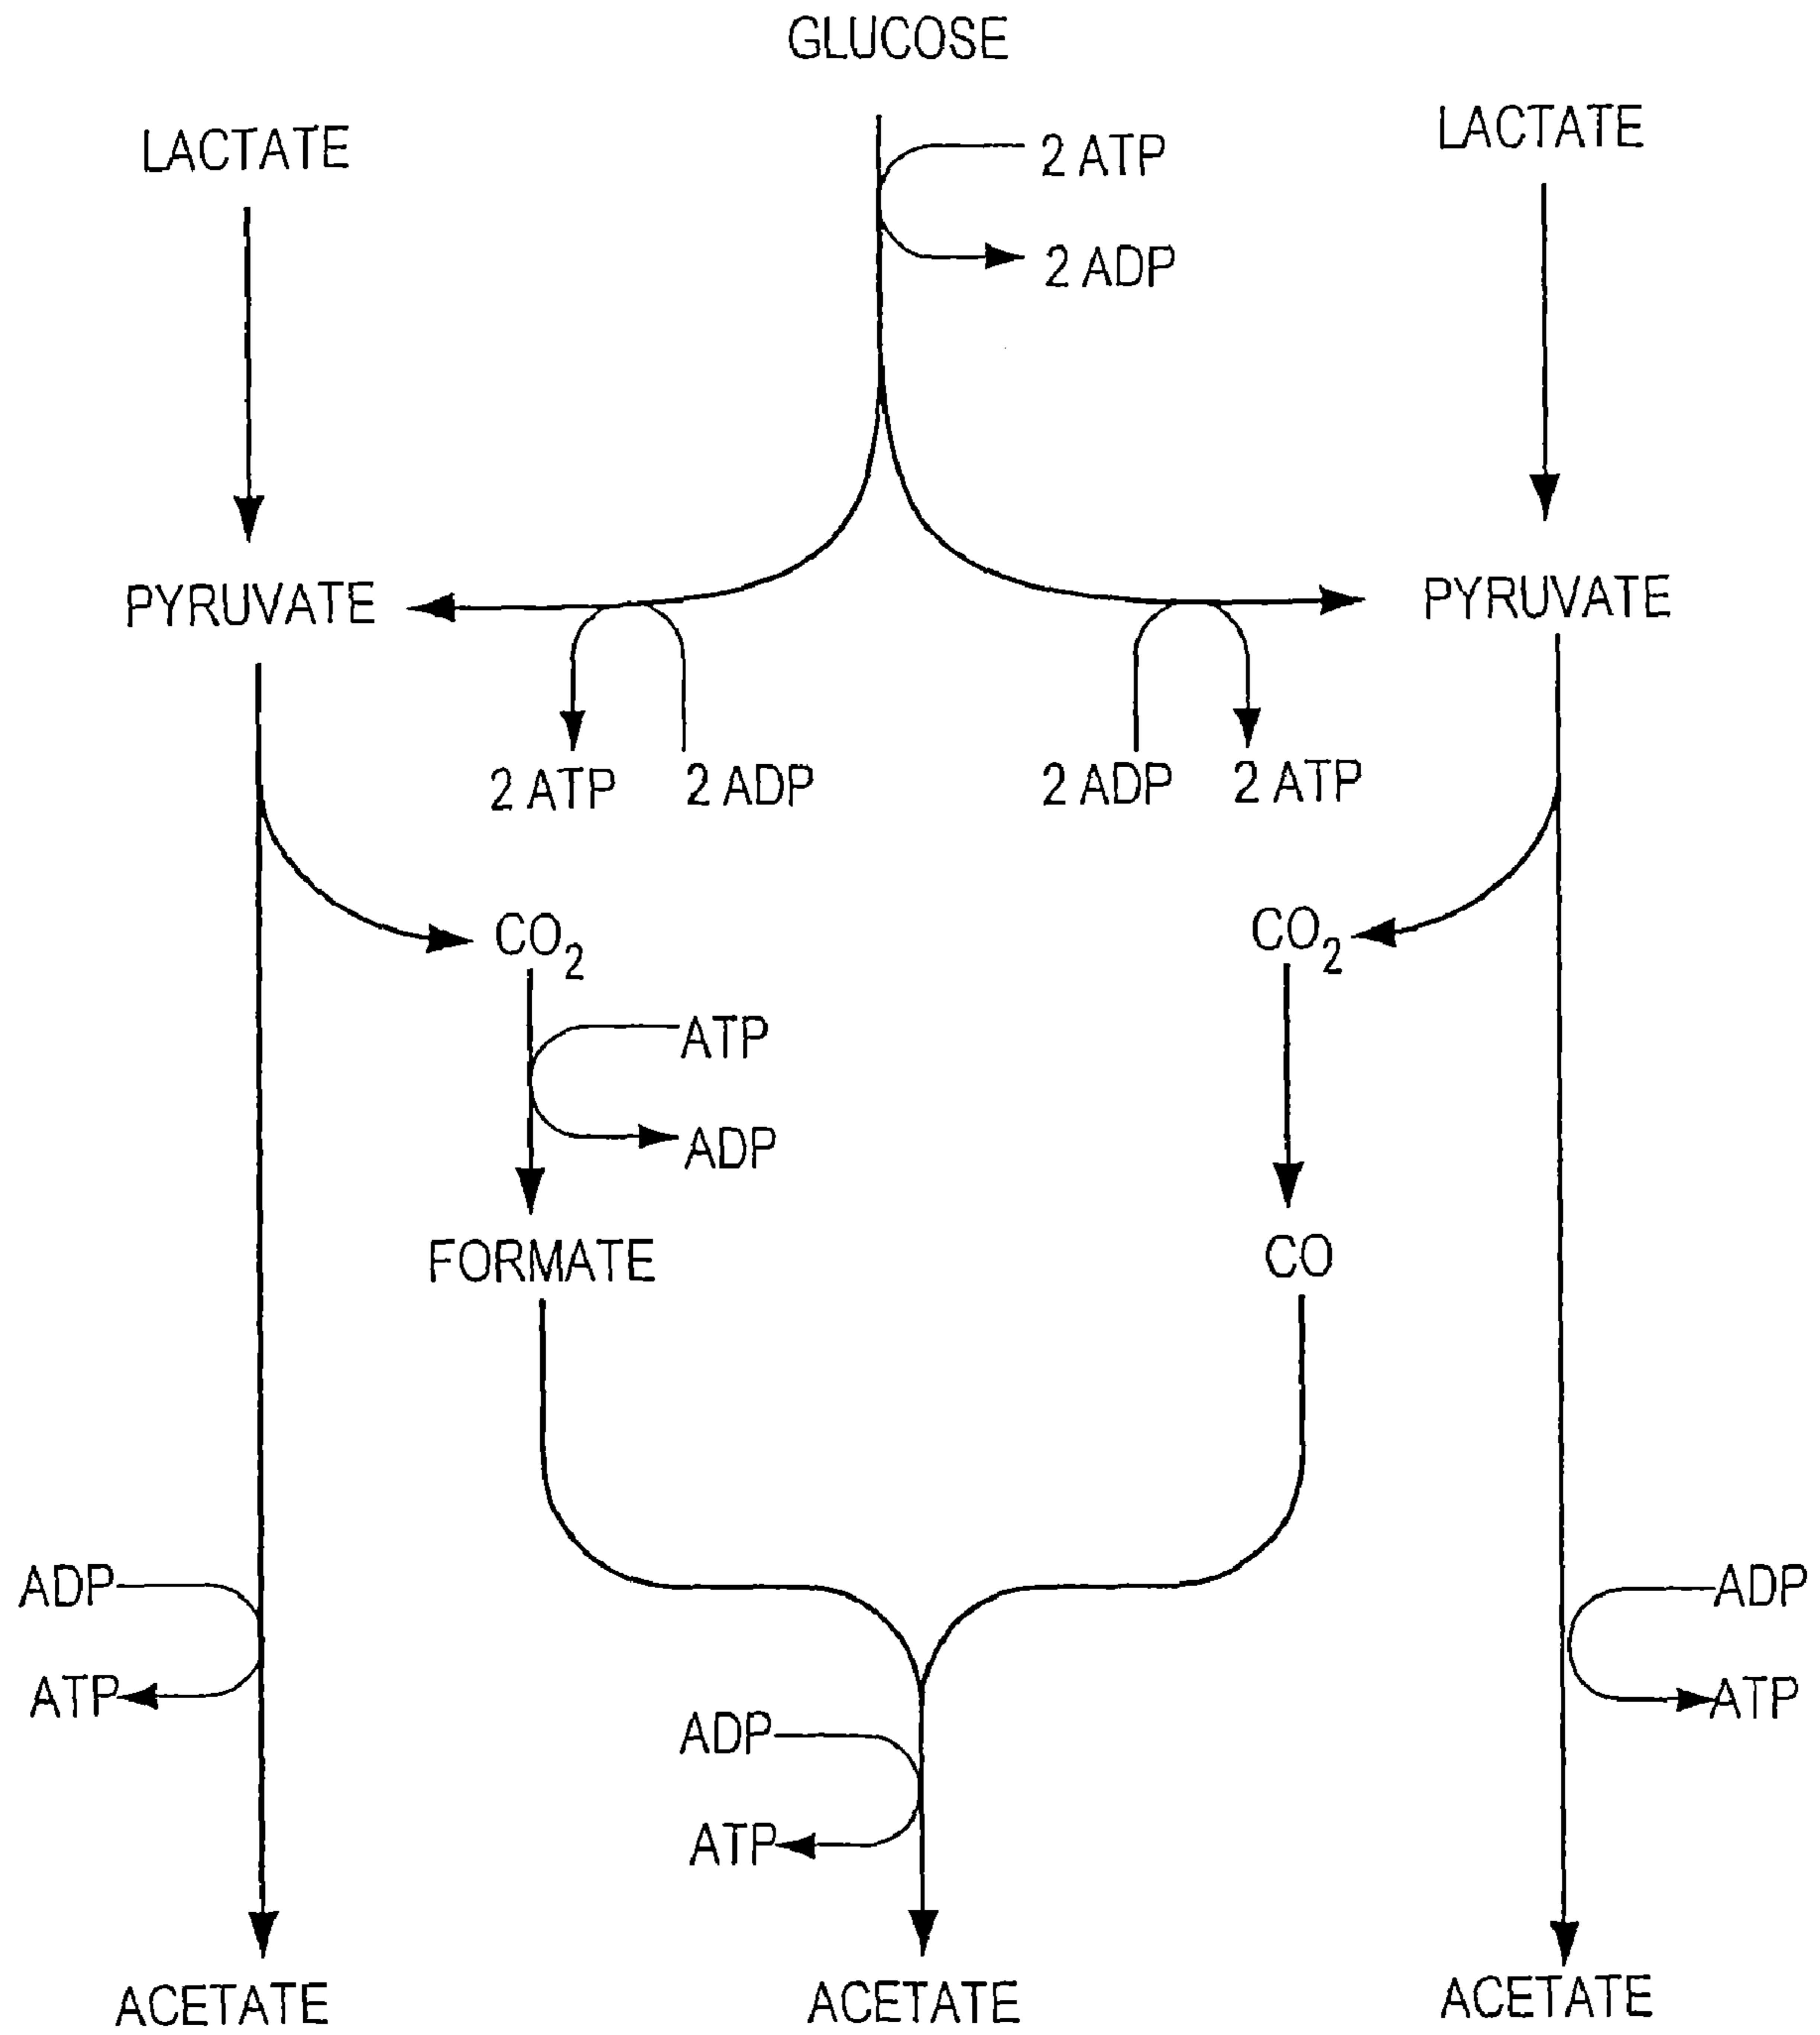 GLUCOSE
LACTATE
LACTATE
2 ATP
2 ADP
PYRUVATE
PYRUVATE
2 ATP
2 ADP
2 ADP
2 ATP
CO2
CO2
ATP
ADP
FORMATE
CO
ADP
ADP
ATP
ATP
ADP
ATP
ACETATE
ACETATE
ACETATE